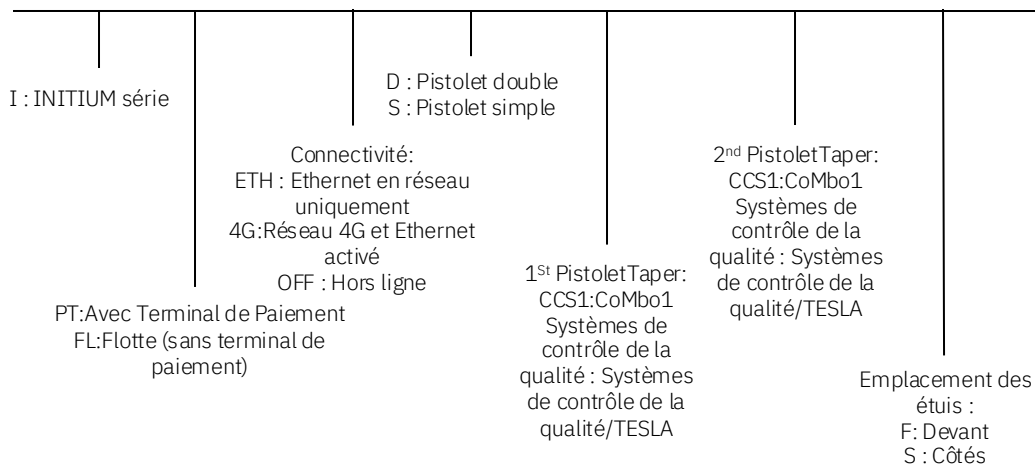 I : INITIUM série
PT:Avec Terminal de Paiement
FL:Flotte (sans terminal de
paiement)
Connectivité:
ETH : Ethernet en réseau
uniquement
4G:Réseau 4G et Ethernet
activé
OFF : Hors ligne
D : Pistolet double
S : Pistolet simple
1St PistoletTaper:
CCS1:CoMbo1
Systèmes de
contrôle de la
qualité : Systèmes
de contrôle de la
qualité/TESLA
2nd PistoletTaper:
CCS1:CoMbo1
Systèmes de
contrôle de la
qualité : Systèmes
de contrôle de la
qualité/TESLA
Emplacement des
étuis :
F: Devant
S : Côtés